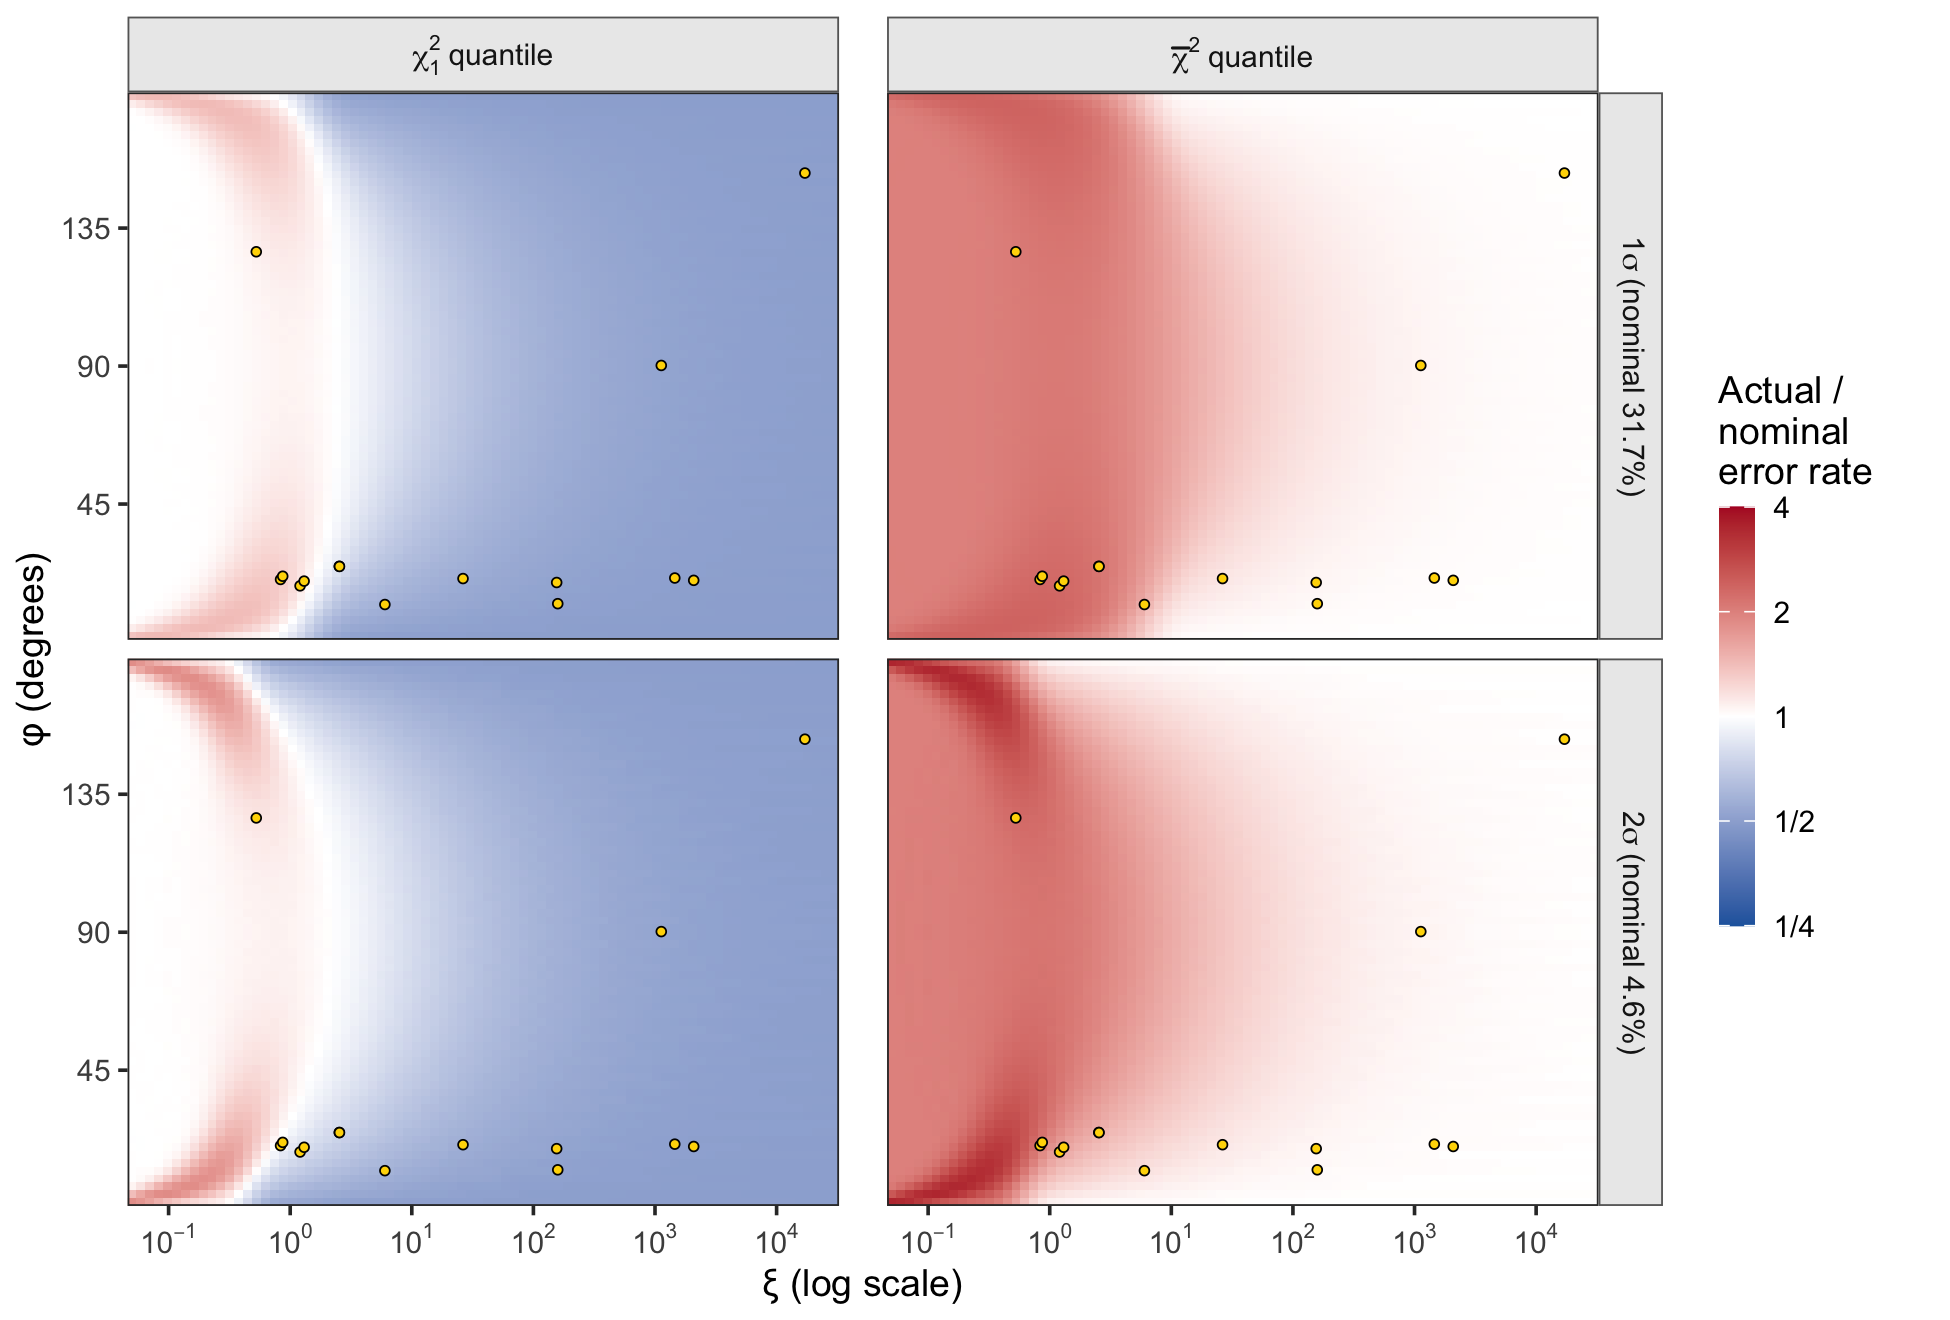 χ₁² quantile
χ̅² quantile
135
90
45
1σ (nominal 31.7%)
135
90
45
2σ (nominal 4.6%)
φ (degrees)
10⁻¹ 10⁰ 10¹ 10² 10³ 10⁴
10⁻¹ 10⁰ 10¹ 10² 10³ 10⁴
ξ (log scale)
Actual /
nominal
error rate
4
2
1
1/2
1/4